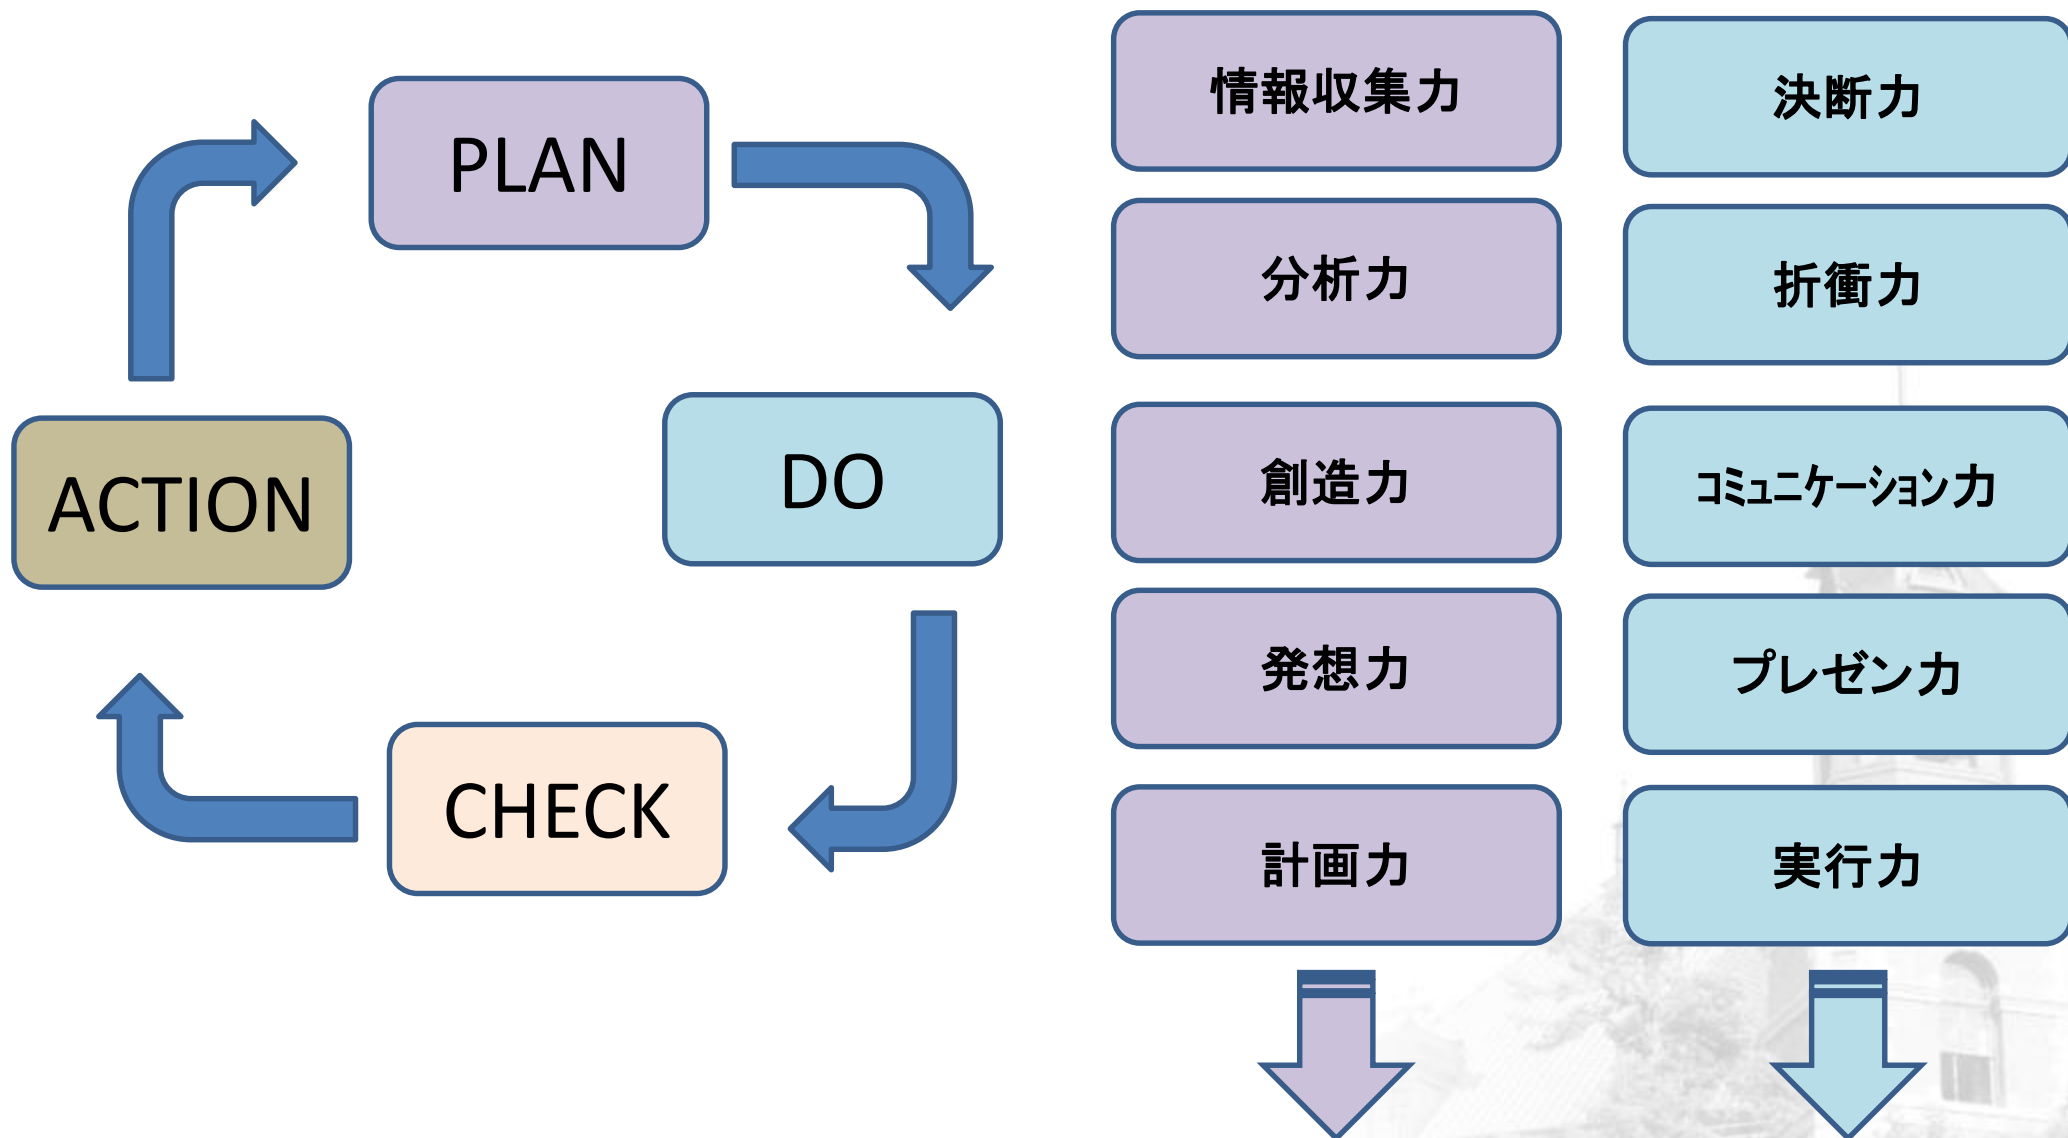 PLAN
DO
CHECK
ACTION
情報収集力
分析力
創造力
発想力
計画力
決断力
折衝力
コミュニケーション力
プレゼン力
実行力